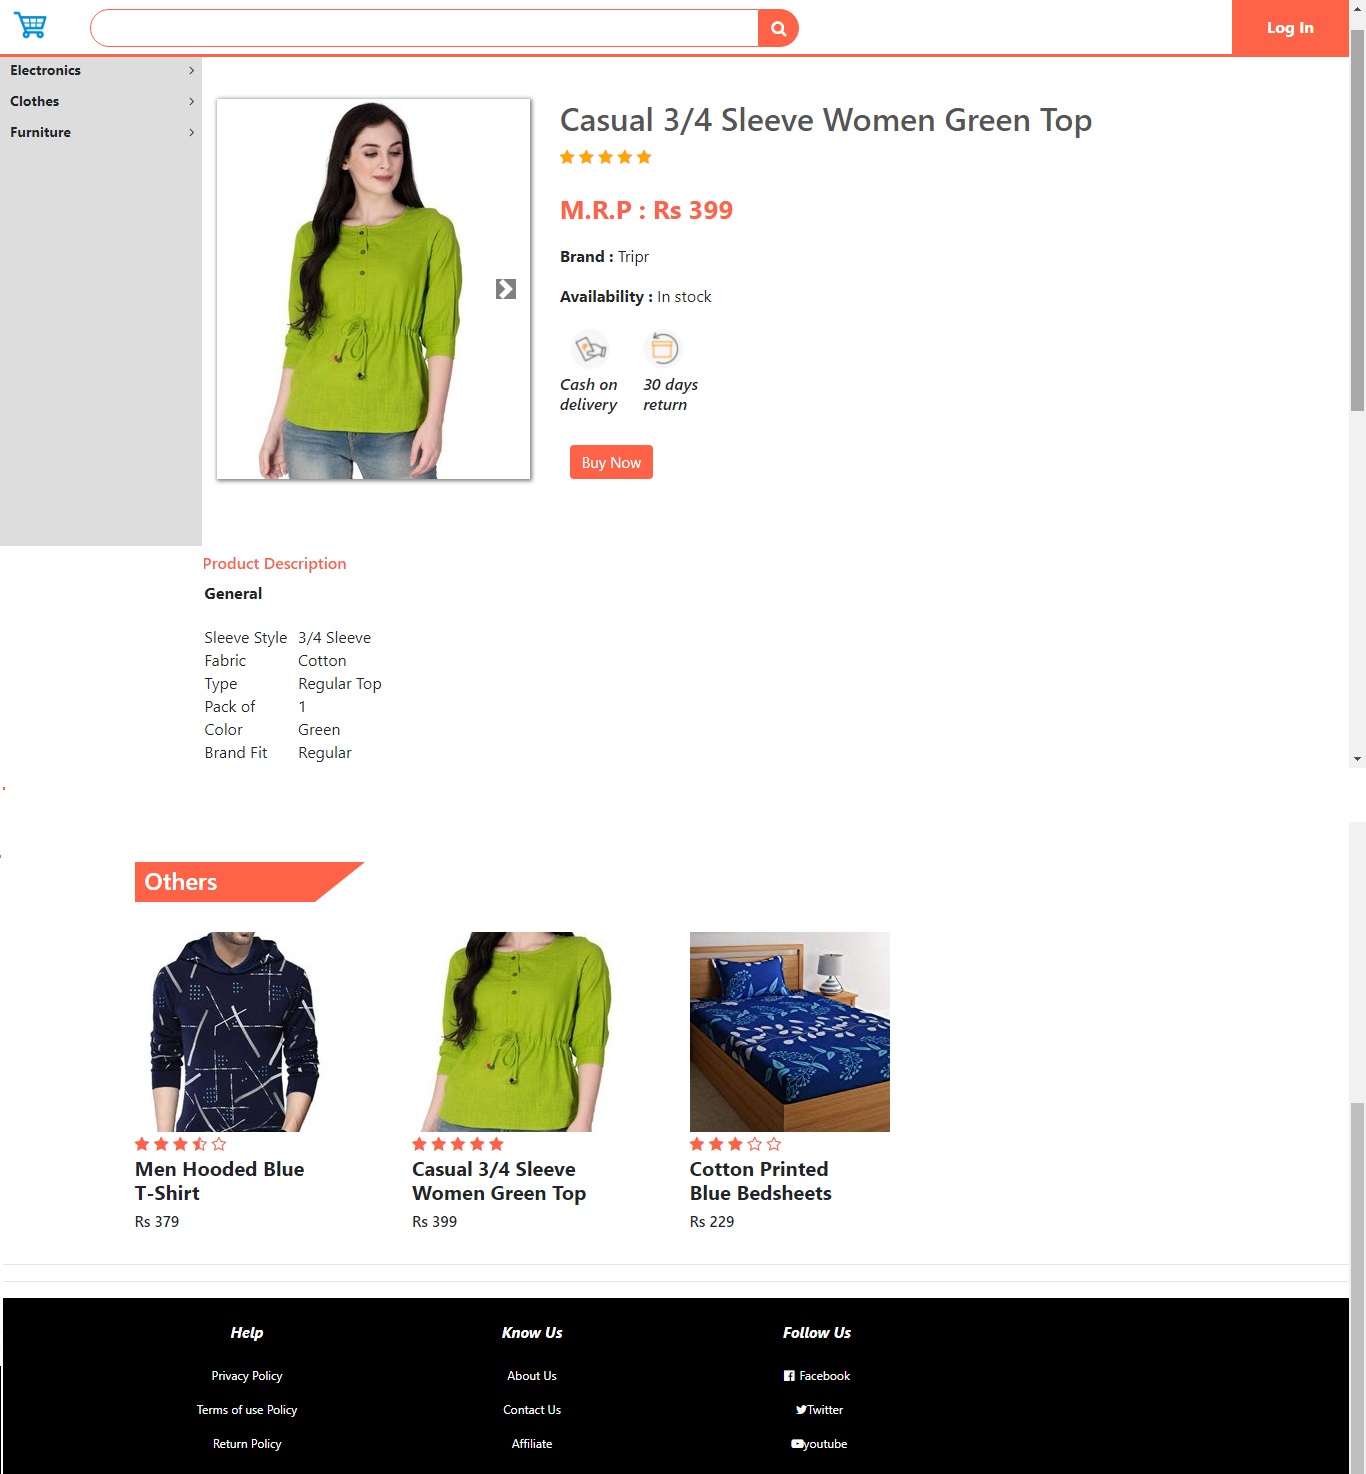 Log In
Electronics
Clothes
Furniture
Casual 3/4 Sleeve Women Green Top
M.R.P : Rs 399
Brand : Tripr
Availability : In stock
Cash on
delivery
30 days
return
Buy Now
Product Description
General
Sleeve Style 3/4 Sleeve
Fabric Cotton
Type Regular Top
Pack of 1
Color Green
Brand Fit Regular
Others
Men Hooded Blue
T-Shirt
Rs 379
Casual 3/4 Sleeve
Women Green Top
Rs 399
Cotton Printed
Blue Bedsheets
Rs 229
Help
Privacy Policy
Terms of use Policy
Return Policy
Know Us
About Us
Contact Us
Affiliate
Follow Us
Facebook
Twitter
youtube